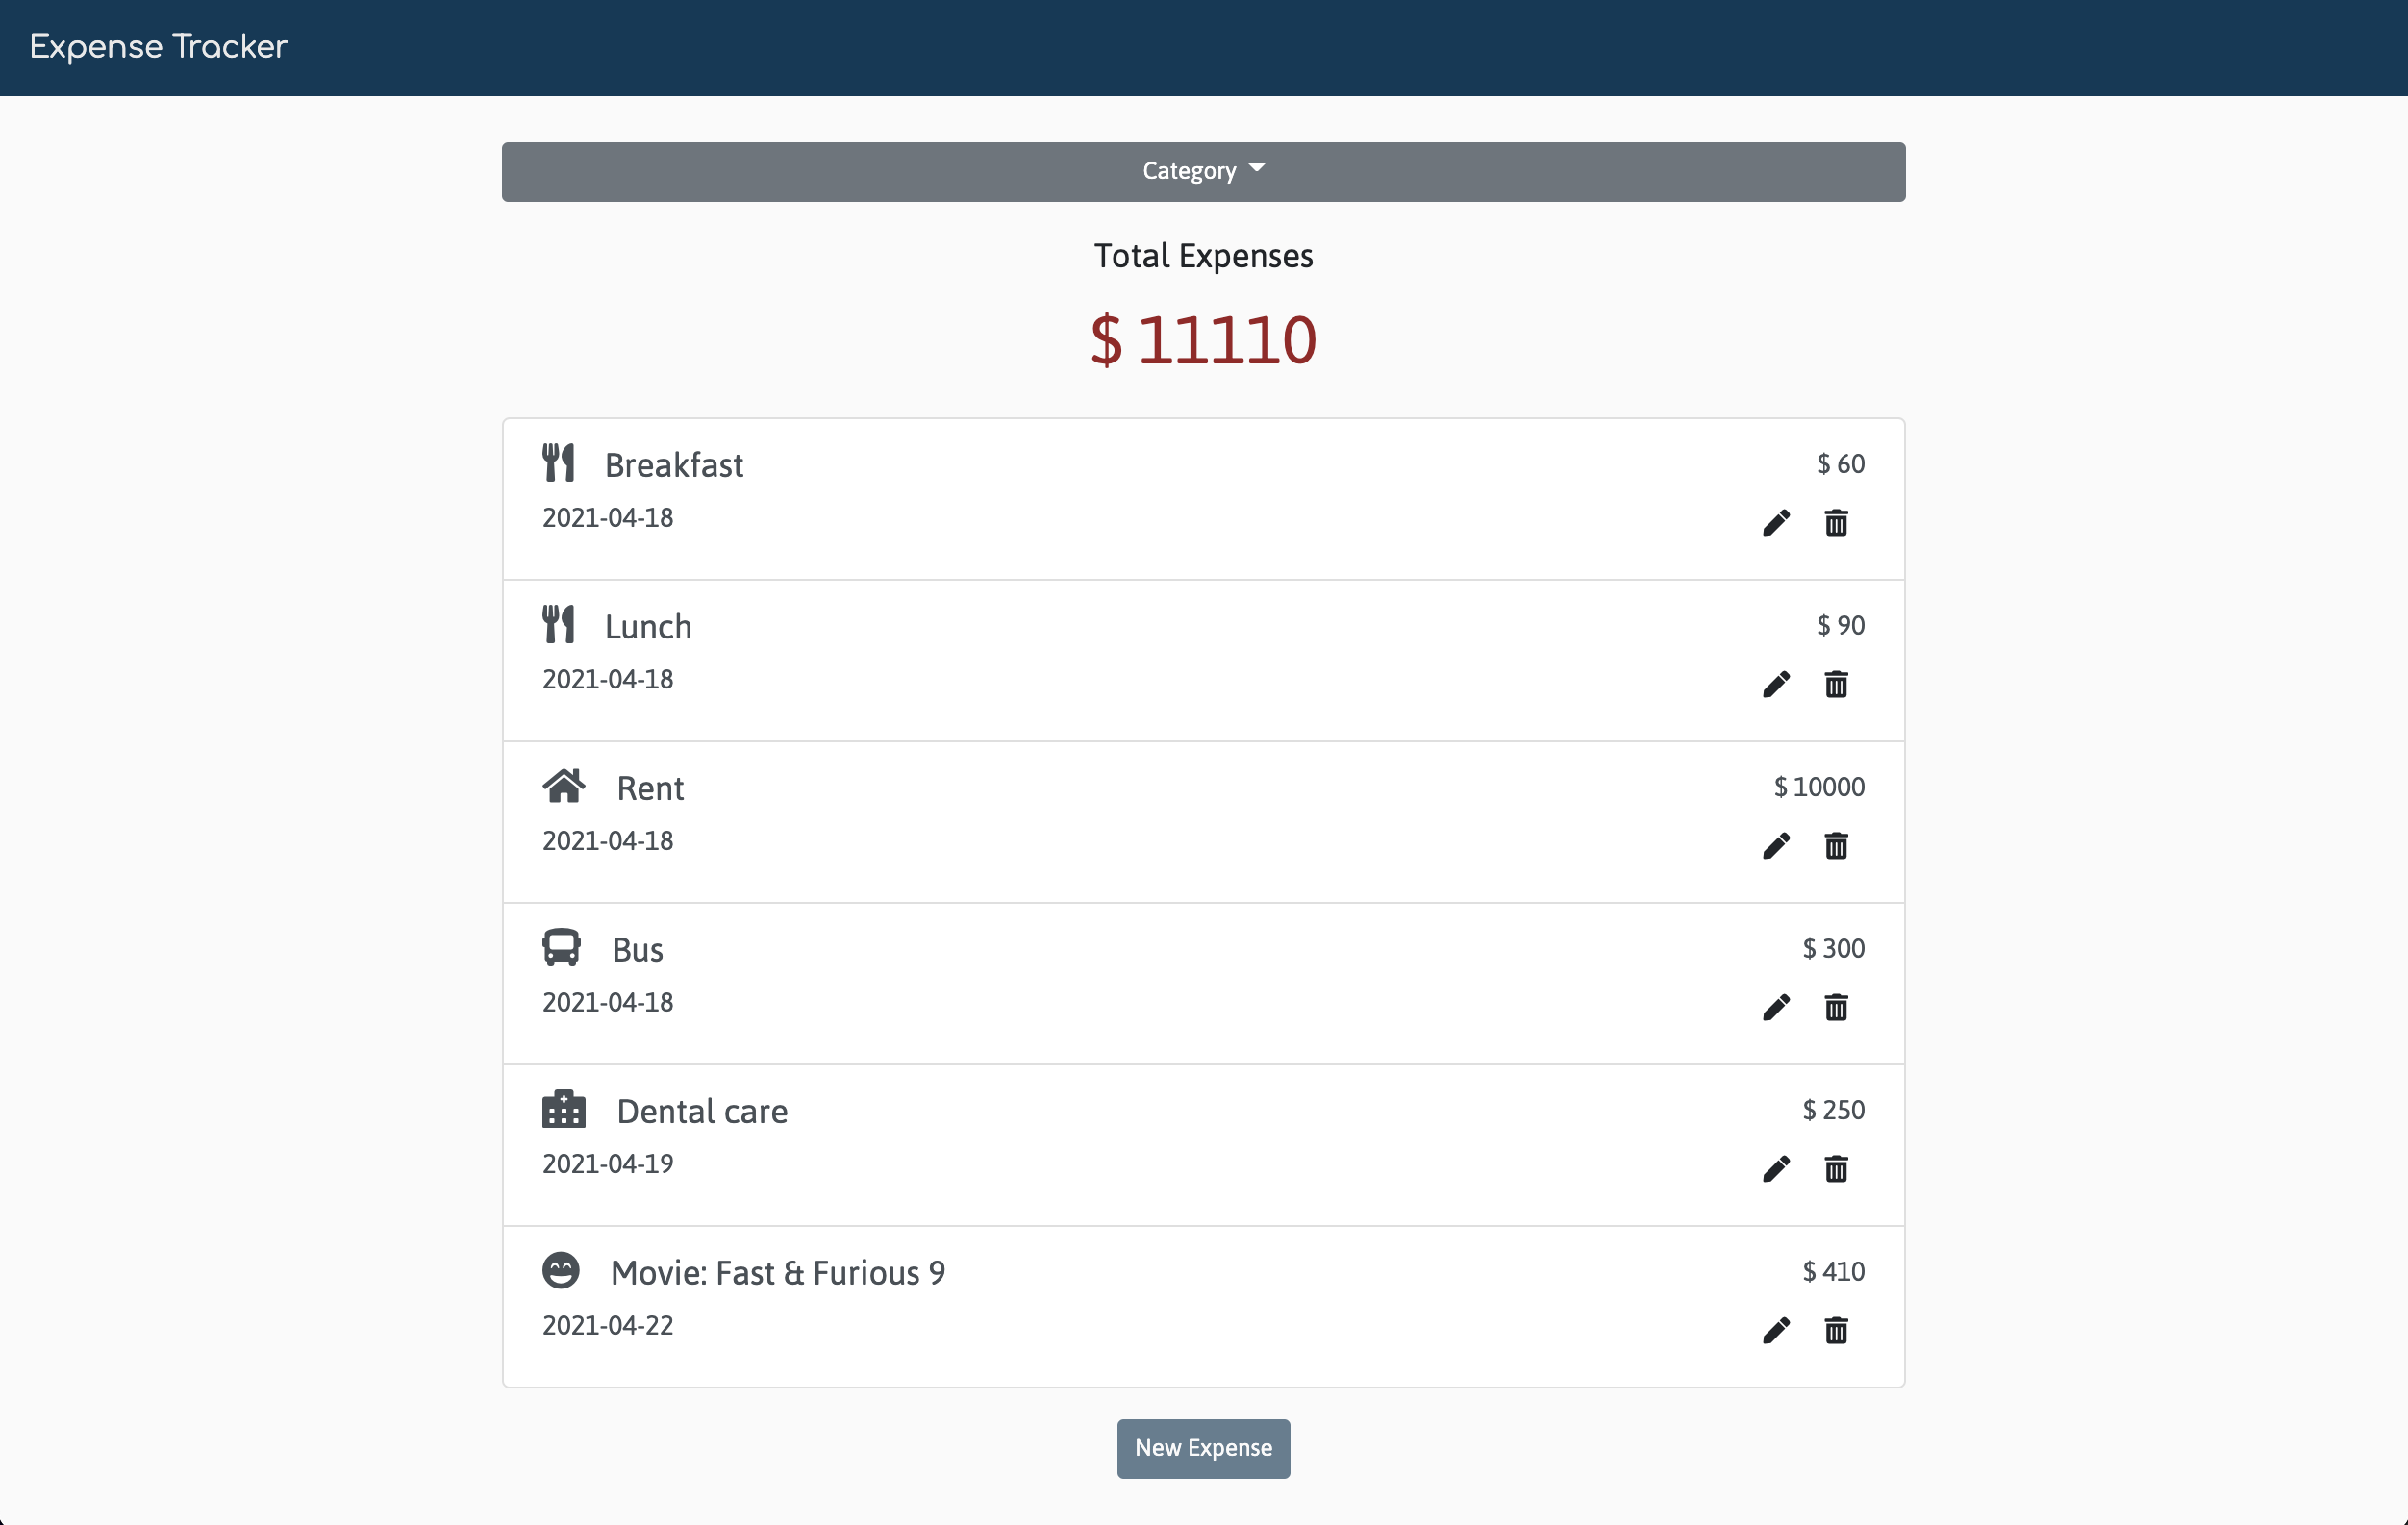 Expense Tracker
Category
Total Expenses
$ 11110
Breakfast $ 60
2021-04-18
Lunch $ 90
2021-04-18
Rent $ 10000
2021-04-18
Bus $ 300
2021-04-18
Dental care $ 250
2021-04-19
Movie: Fast & Furious 9 $ 410
2021-04-22
New Expense